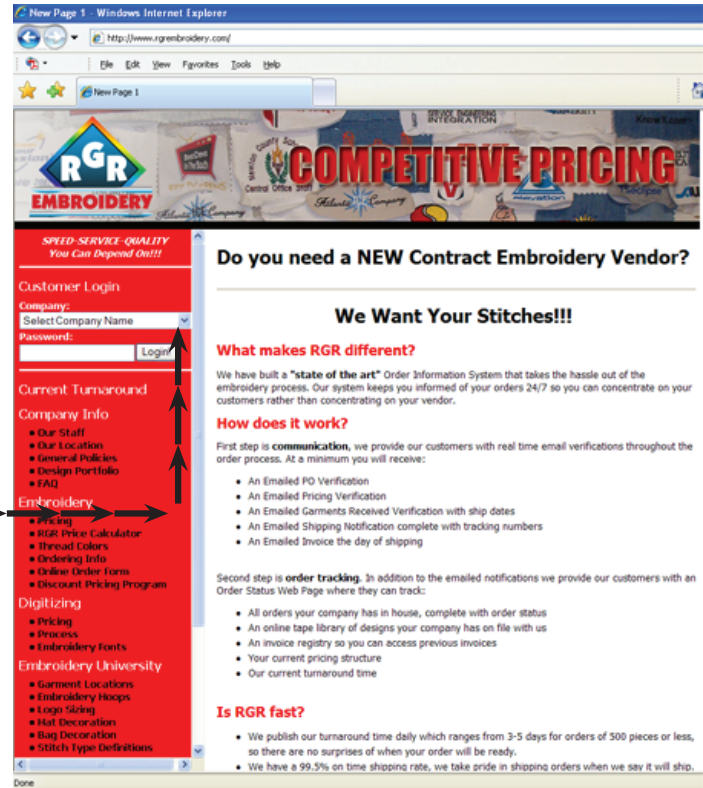 New Page 1 - Windows Internet Explorer
http://www.rgrembroidery.com/
File Edit View Favorites Tools Help
New Page 1
RGR
EMBROIDERY
SERVICE ENGINEERING
INTEGRATION
COMPETITIVE PRICING
Central Office Staff
Atlanta Company
SPEED-SERVICE-QUALITY
You Can Depend On!!!
Customer Login
Company:
Select Company Name
Password:
Login
Current Turnaround
Company Info
• Our Staff
• Our Location
• General Policies
• Design Portfolio
• FAQ
Embroidery
• Pricing
• RGR Price Calculator
• Thread Colors
• Ordering Info
• Online Order Form
• Discount Pricing Program
Digitizing
• Pricing
• Process
• Embroidery Fonts
Embroidery University
• Garment Locations
• Embroidery Hoops
• Logo Sizing
• Hat Decoration
• Bag Decoration
• Stitch Type Definitions
Do you need a NEW Contract Embroidery Vendor?
We Want Your Stitches!!!
What makes RGR different?
We have built a "state of the art" Order Information System that takes the hassle out of the
embroidery process. Our system keeps you informed of your orders 24/7 so you can concentrate on your
customers rather than concentrating on your vendor.
How does it work?
First step is communication, we provide our customers with real time email verifications throughout the
order process. At a minimum you will receive:
• An Emailed PO Verification
• An Emailed Pricing Verification
• An Emailed Garments Received Verification with ship dates
• An Emailed Shipping Notification complete with tracking numbers
• An Emailed Invoice the day of shipping
Second step is order tracking. In addition to the emailed notifications we provide our customers with an
Order Status Web Page where they can track:
• All orders your company has in house, complete with order status
• An online tape library of designs your company has on file with us
• An invoice registry so you can access previous invoices
• Your current pricing structure
• Our current turnaround time
Is RGR fast?
• We publish our turnaround time daily which ranges from 3-5 days for orders of 500 pieces or less,
so there are no surprises of when your order will be ready.
• We have a 99.5% on time shipping rate, we take pride in shipping orders when we say it will ship.
Done